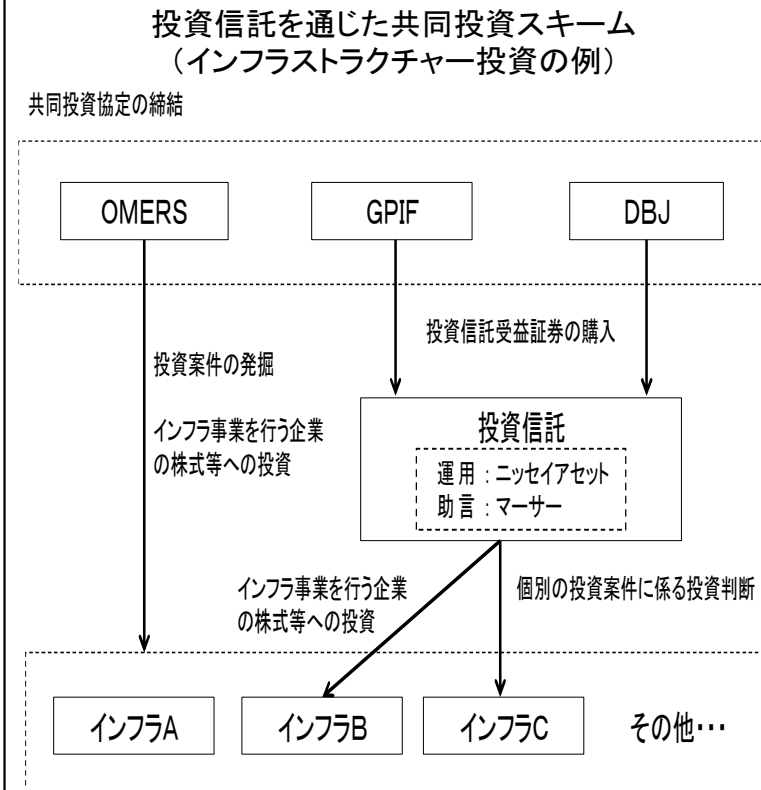 投資信託を通じた共同投資スキーム
（インフラストラクチャー投資の例）
共同投資協定の締結
OMERS
GPIF
DBJ
投資信託受益証券の購入
投資案件の発掘
インフラ事業を行う企業
の株式等への投資
投資信託
運用：ニッセイアセット
助言：マーサー
インフラ事業を行う企業
の株式等への投資
個別の投資案件に係る投資判断
インフラA
インフラB
インフラC
その他･･･